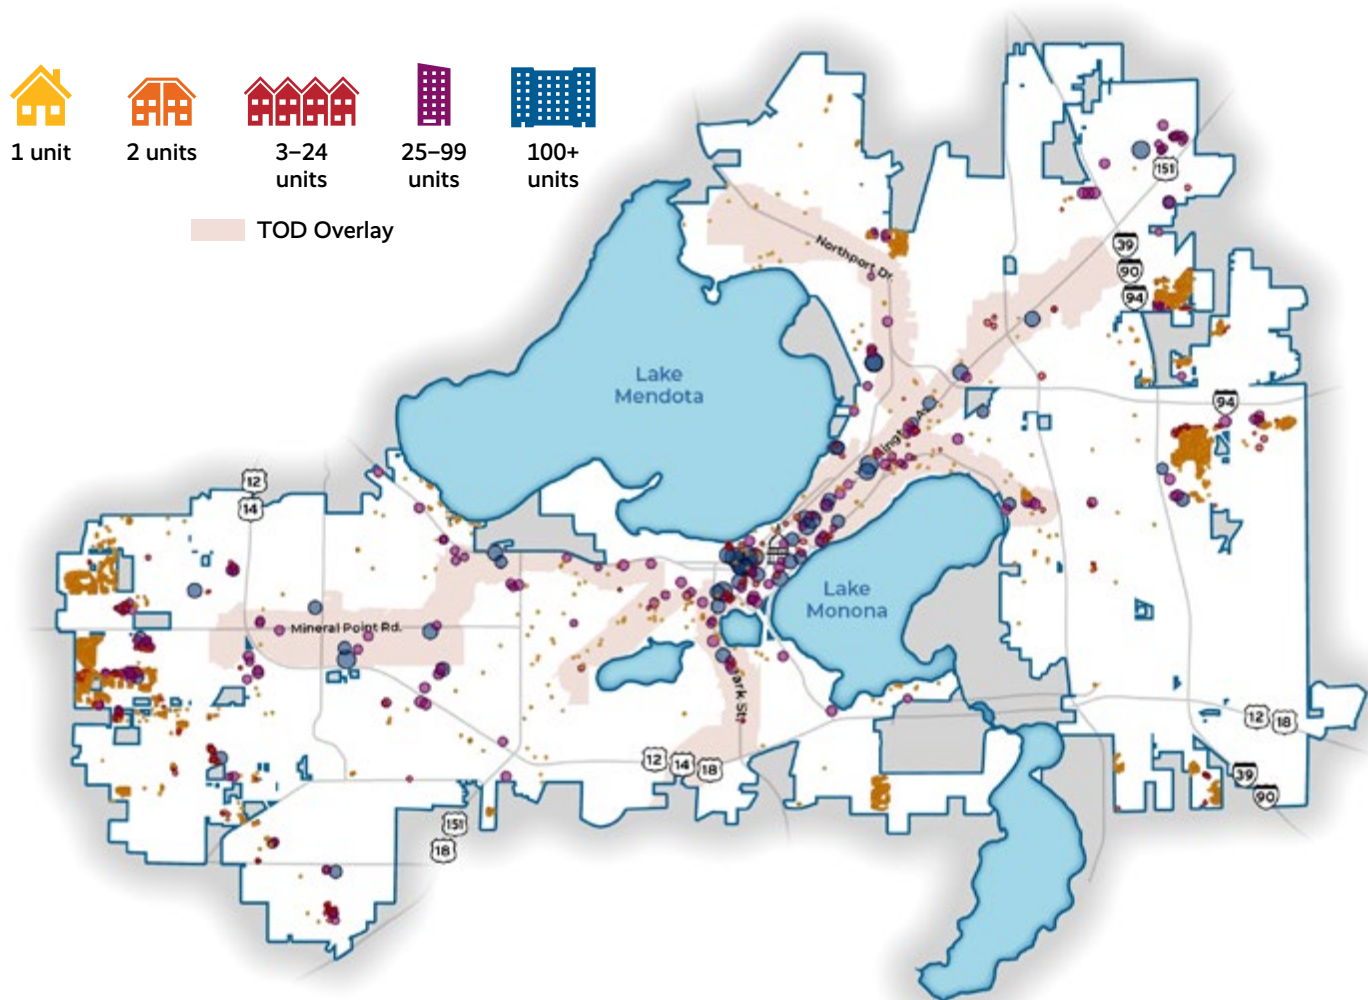 1 unit
2 units
3–24
units
25–99
units
100+
units
TOD Overlay
151
Northport Dr.
39
90
94
Lake
Mendota
94
12
14
Lake
Monona
Mineral Point Rd.
Park St.
12
14
18
12
18
39
90
151
18